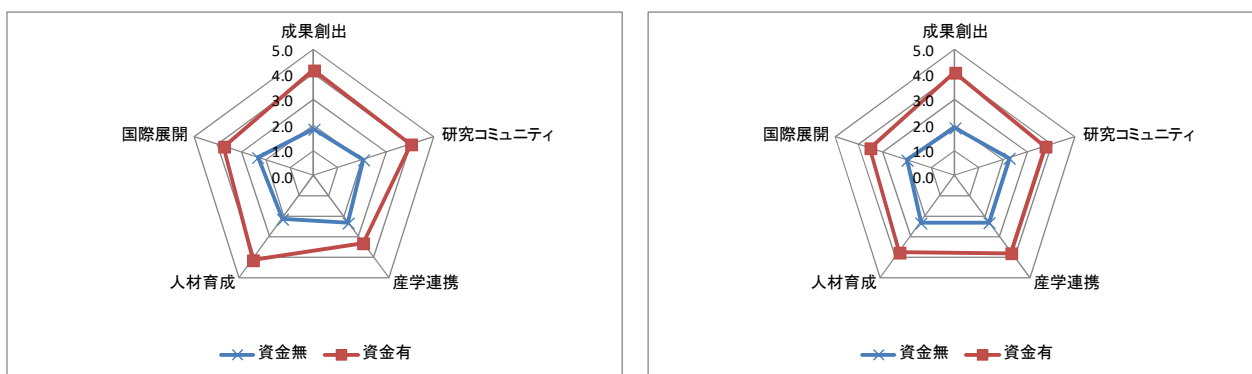 成果創出
5.0
4.0
3.0
2.0
1.0
0.0
研究コミュニティ
産学連携
人材育成
国際展開
資金無 資金有
成果創出
5.0
4.0
3.0
2.0
1.0
0.0
研究コミュニティ
産学連携
人材育成
国際展開
資金無 資金有